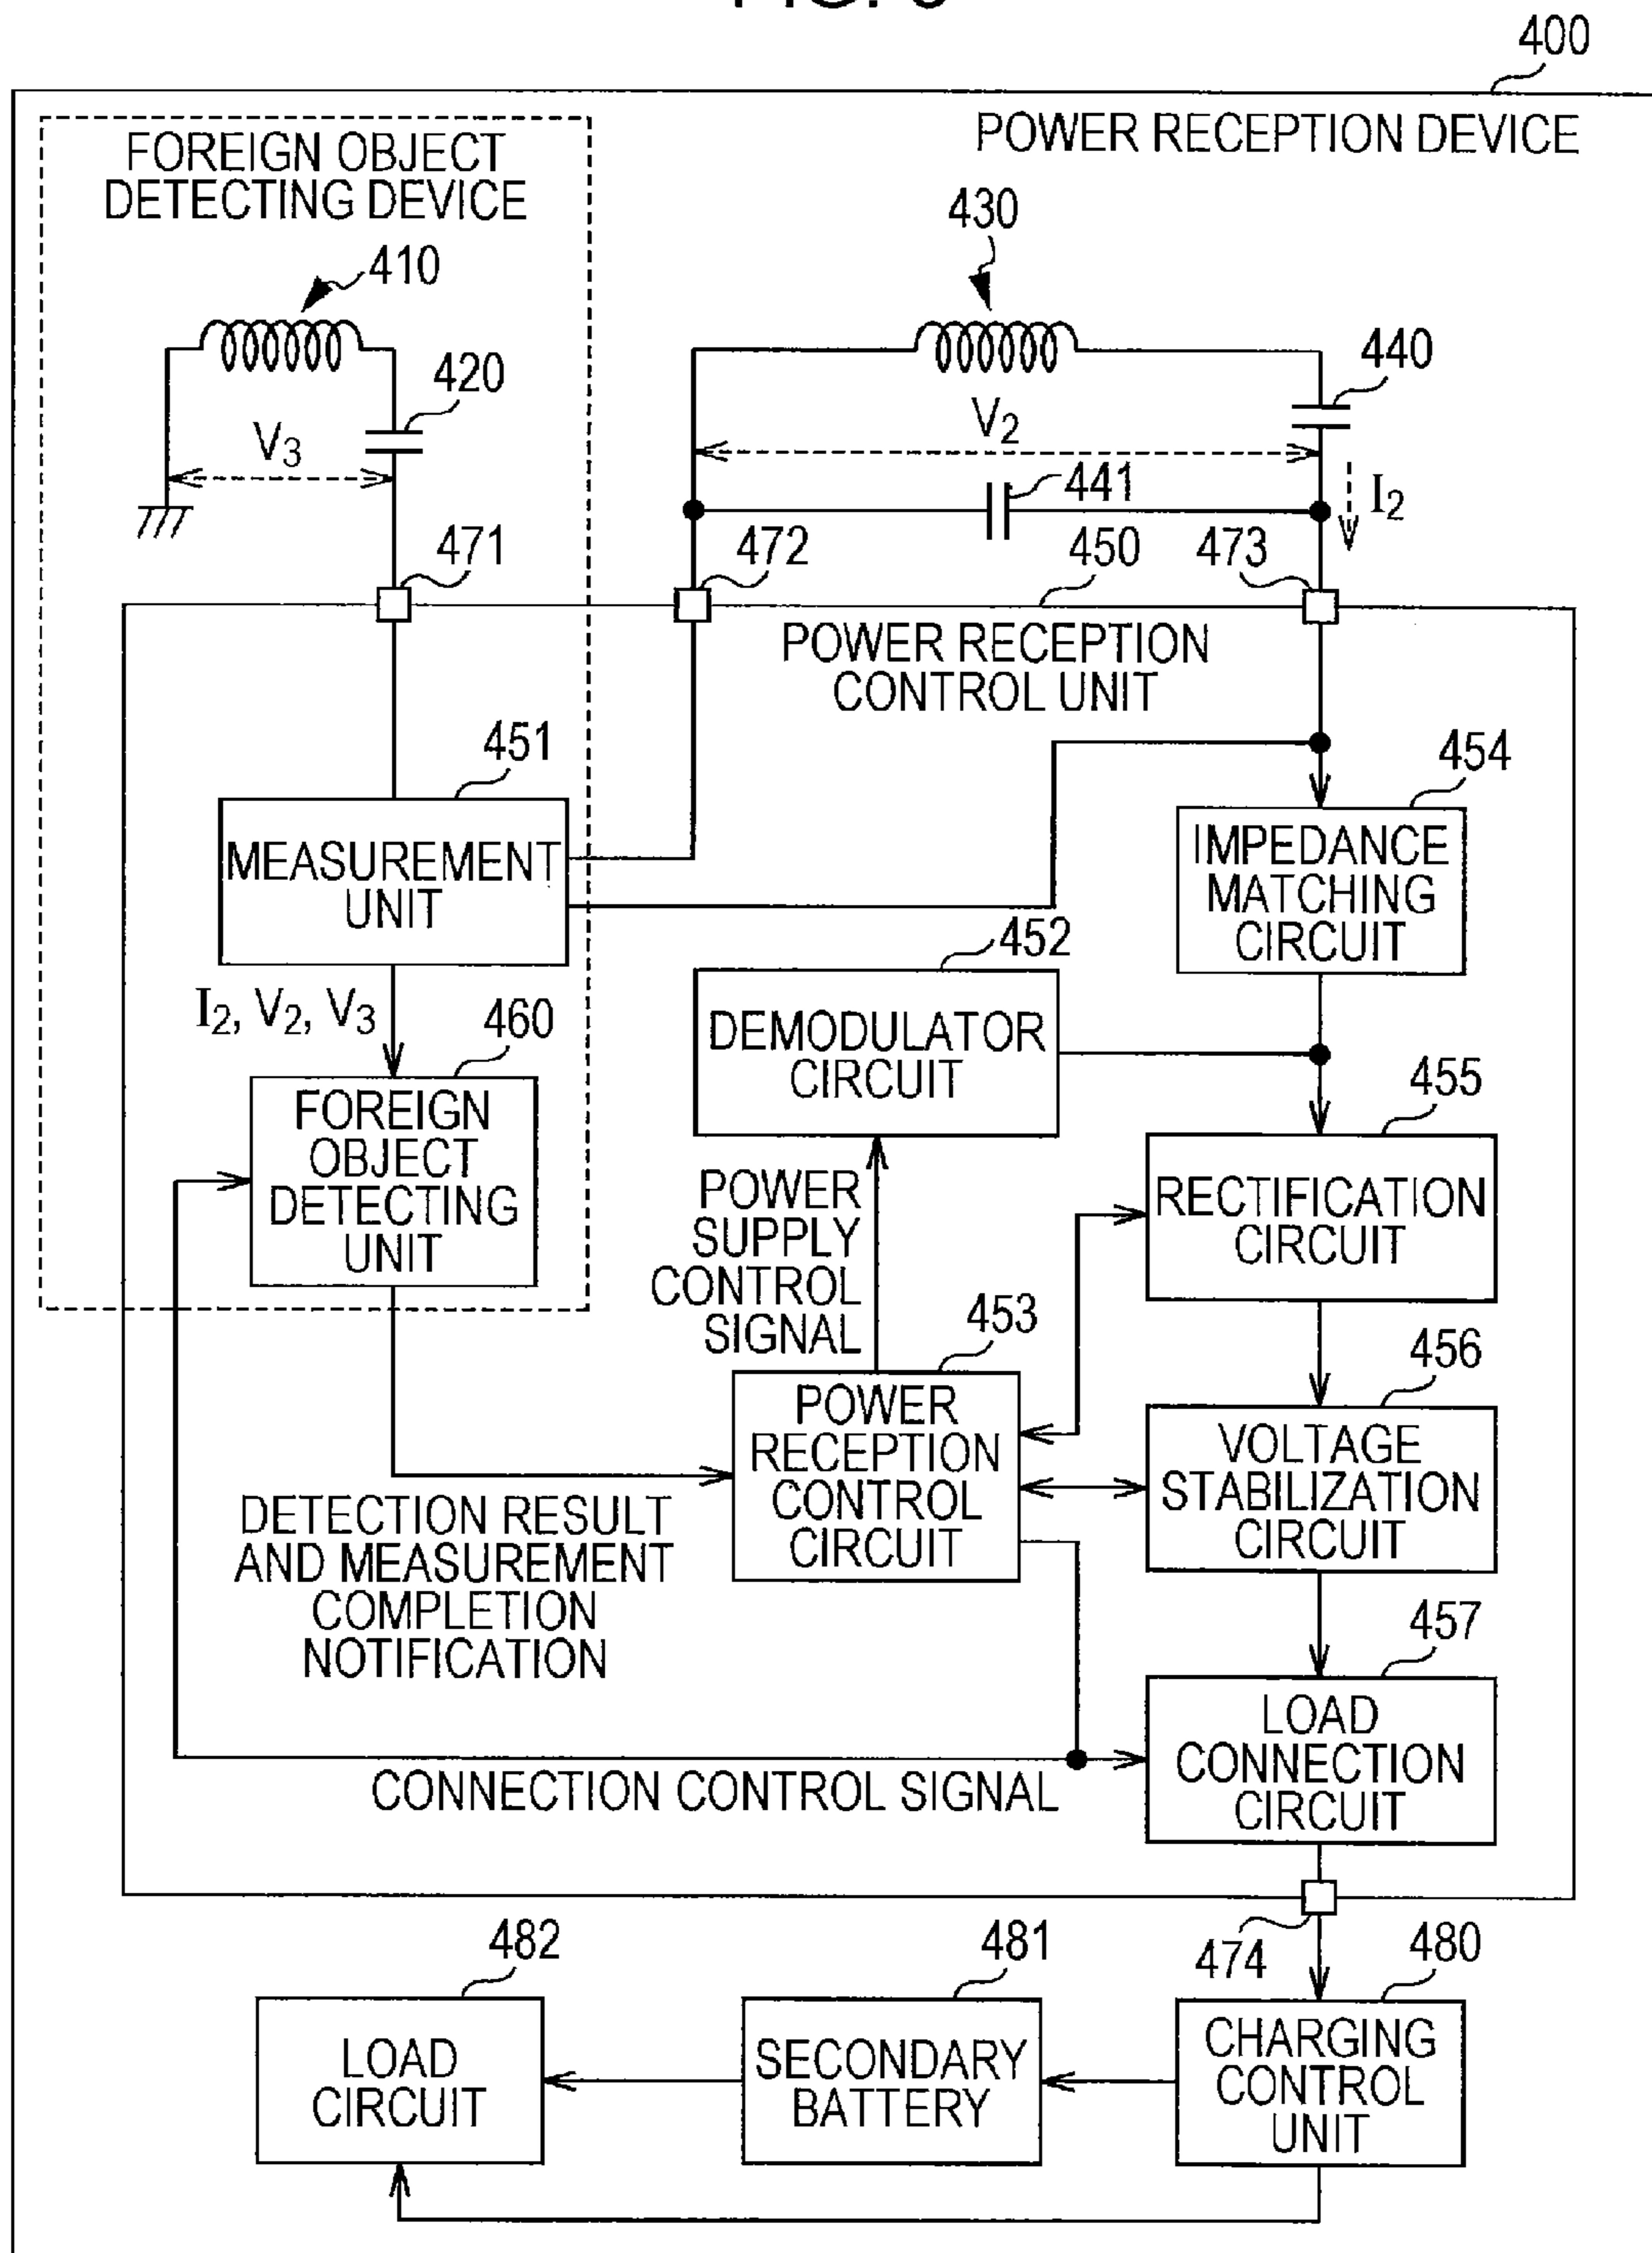 400
POWER RECEPTION DEVICE
FOREIGN OBJECT
DETECTING DEVICE
430
410
440
420
V2
V3
441
I2
471
472
450
473
POWER RECEPTION
CONTROL UNIT
451
454
MEASUREMENT
UNIT
IMPEDANCE
MATCHING
CIRCUIT
452
I2, V2, V3
460
DEMODULATOR
CIRCUIT
455
FOREIGN
OBJECT
DETECTING
UNIT
POWER
SUPPLY
CONTROL
SIGNAL
RECTIFICATION
CIRCUIT
453
456
POWER
RECEPTION
CONTROL
CIRCUIT
VOLTAGE
STABILIZATION
CIRCUIT
DETECTION RESULT
AND MEASUREMENT
COMPLETION
NOTIFICATION
457
LOAD
CONNECTION
CIRCUIT
CONNECTION CONTROL SIGNAL
482
481
474
480
LOAD
CIRCUIT
SECONDARY
BATTERY
CHARGING
CONTROL
UNIT